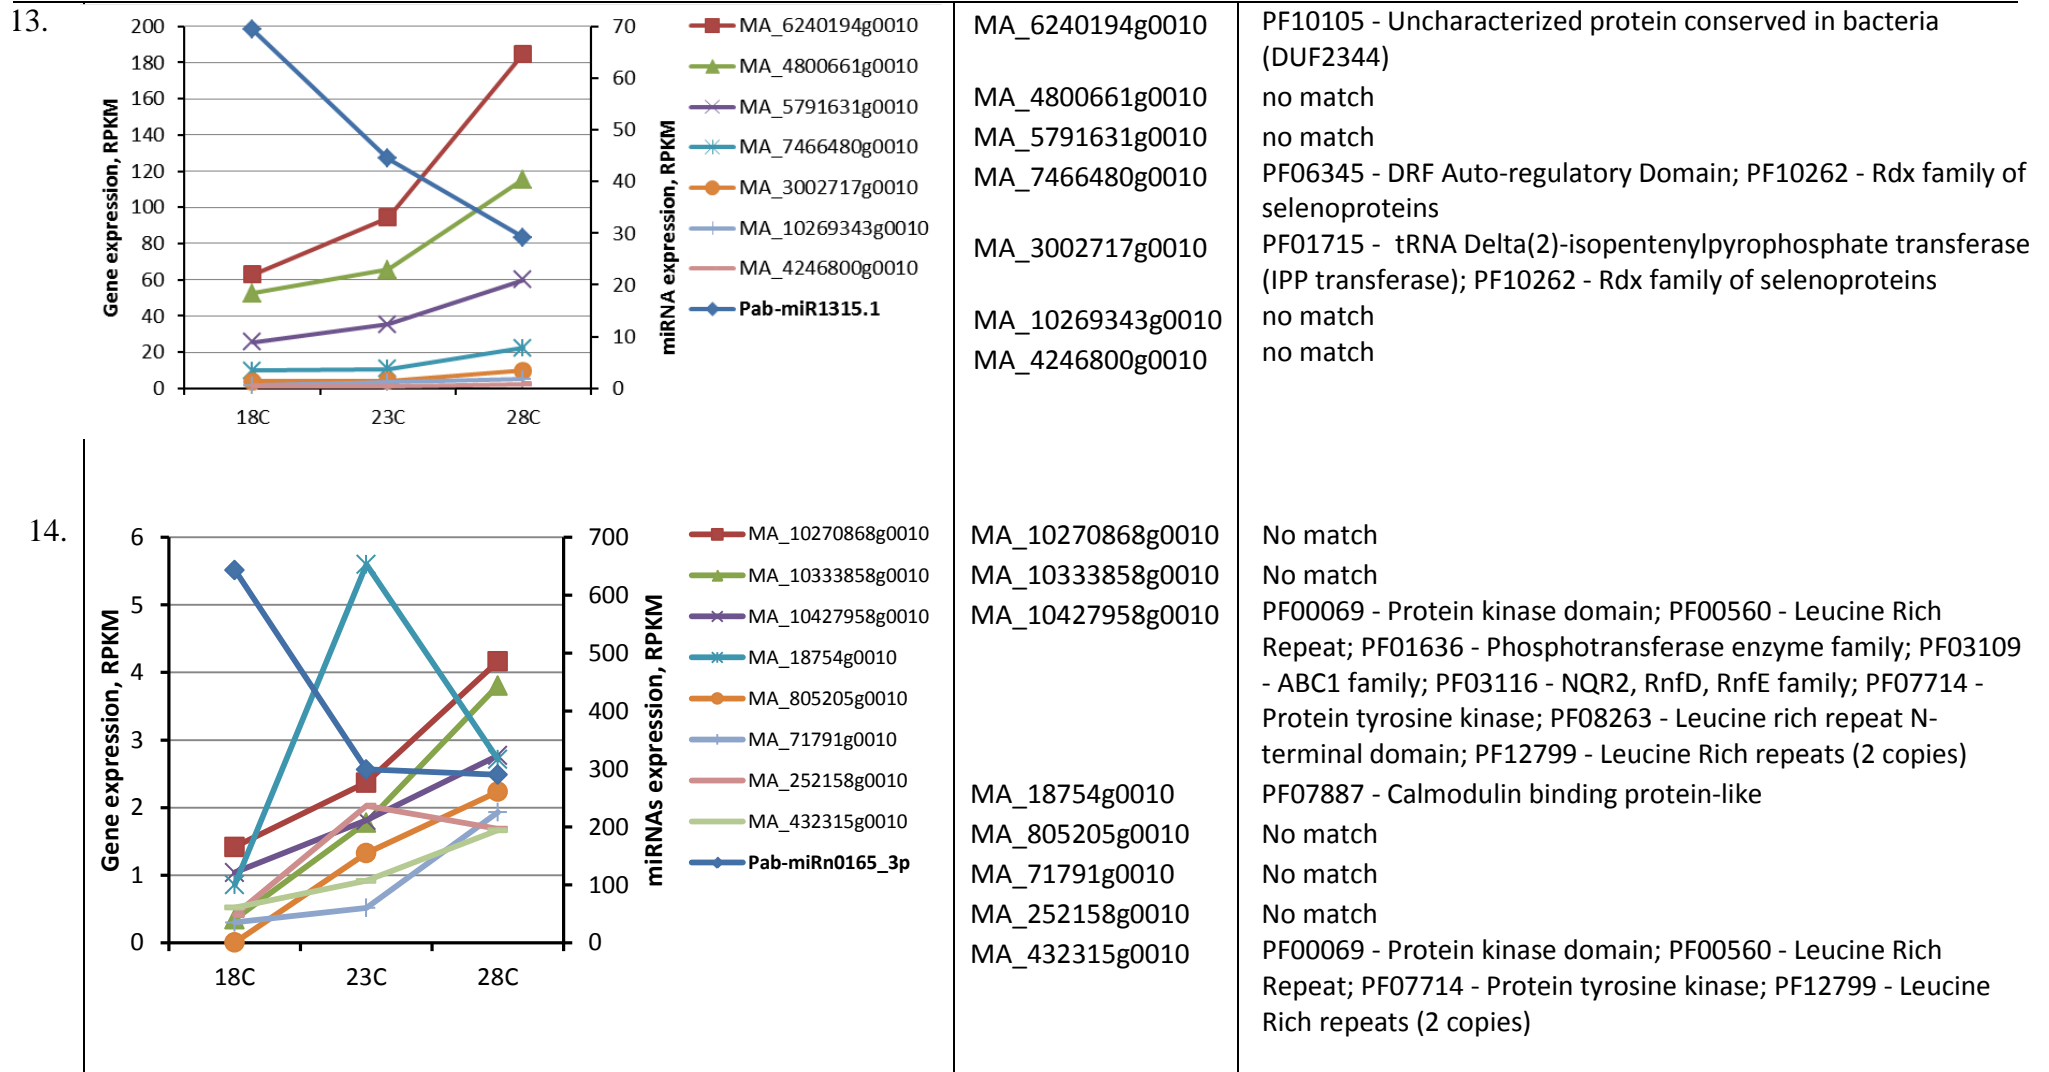 13.
200
180
160
140
120
100
80
60
40
20
0
Gene expression, RPKM
70
60
50
40
30
20
10
0
miRNA expression, RPKM
18C 23C 28C
MA_6240194g0010
MA_4800661g0010
MA_5791631g0010
MA_7466480g0010
MA_3002717g0010
MA_10269343g0010
MA_4246800g0010
Pab-miR1315.1
MA_6240194g0010
PF10105 - Uncharacterized protein conserved in bacteria
(DUF2344)
MA_4800661g0010
no match
MA_5791631g0010
no match
MA_7466480g0010
PF06345 - DRF Auto-regulatory Domain; PF10262 - Rdx family of
selenoproteins
MA_3002717g0010
PF01715 - tRNA Delta(2)-isopentenylpyrophosphate transferase
(IPP transferase); PF10262 - Rdx family of selenoproteins
MA_10269343g0010
no match
MA_4246800g0010
no match
14.
6
5
4
3
2
1
0
Gene expression, RPKM
700
600
500
400
300
200
100
0
miRNAs expression, RPKM
18C 23C 28C
MA_10270868g0010
MA_10333858g0010
MA_10427958g0010
MA_18754g0010
MA_805205g0010
MA_71791g0010
MA_252158g0010
MA_432315g0010
Pab-miRn0165_3p
MA_10270868g0010
No match
MA_10333858g0010
No match
MA_10427958g0010
PF00069 - Protein kinase domain; PF00560 - Leucine Rich
Repeat; PF01636 - Phosphotransferase enzyme family; PF03109
- ABC1 family; PF03116 - NQR2, RnfD, RnfE family; PF07714 -
Protein tyrosine kinase; PF08263 - Leucine rich repeat N-
terminal domain; PF12799 - Leucine Rich repeats (2 copies)
MA_18754g0010
PF07887 - Calmodulin binding protein-like
MA_805205g0010
No match
MA_71791g0010
No match
MA_252158g0010
No match
MA_432315g0010
PF00069 - Protein kinase domain; PF00560 - Leucine Rich
Repeat; PF07714 - Protein tyrosine kinase; PF12799 - Leucine
Rich repeats (2 copies)